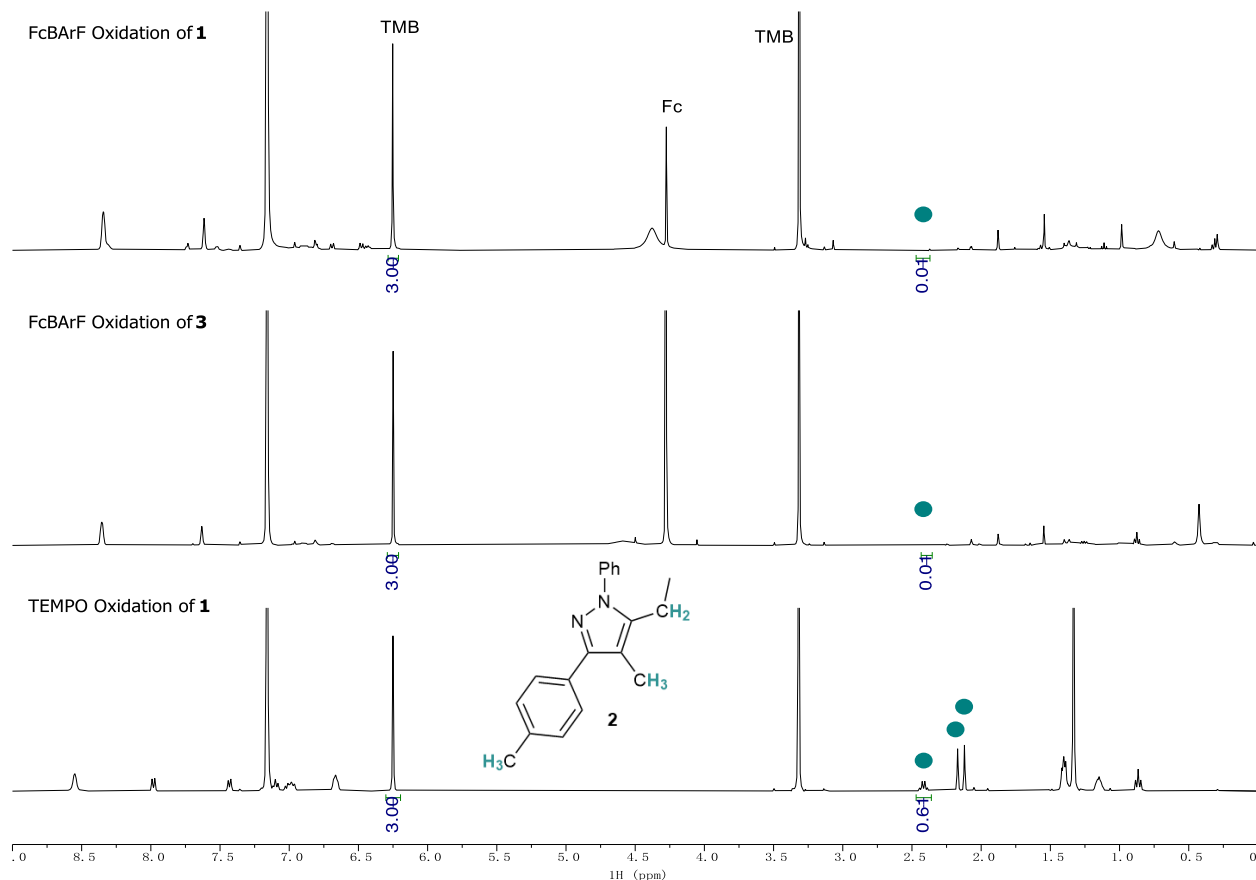 FcBArF Oxidation of 1
TMB
TMB
Fc
3.00
0.01
FcBArF Oxidation of 3
3.00
0.01
TEMPO Oxidation of 1
Ph
N
N
CH2
CH3
H3C
2
3.00
0.61
.0 8.5 8.0 7.5 7.0 6.5 6.0 5.5 5.0 4.5 4.0 3.5 3.0 2.5 2.0 1.5 1.0 0.5 0
1H (ppm)